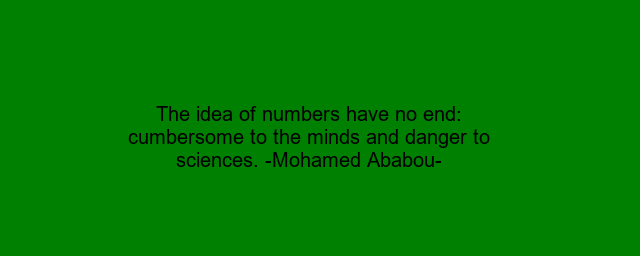 The idea of numbers have no end:
cumbersome to the minds and danger to
sciences. -Mohamed Ababou-